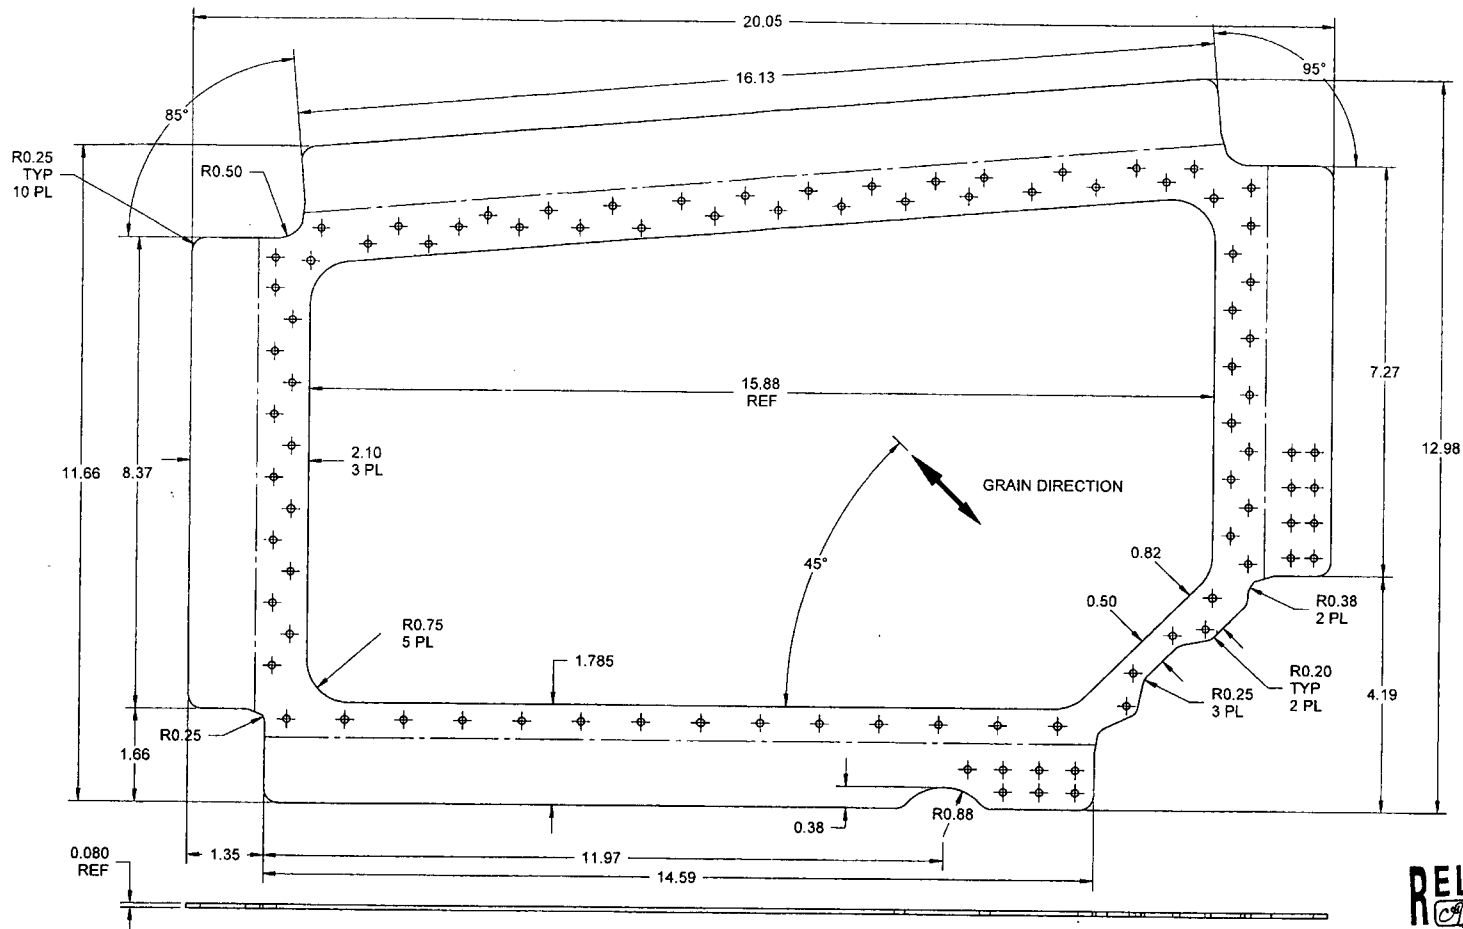 20.05
16.13
95°
85°
R0.25
TYP
10 PL
R0.50
15.88
REF
7.27
12.98
11.66
8.37
2.10
3 PL
GRAIN DIRECTION
45°
0.82
0.50
R0.38
2 PL
R0.75
5 PL
1.785
R0.20
TYP
2 PL
R0.25
3 PL
4.19
R0.25
1.66
0.38
R0.88
0.080
REF
1.35
11.97
14.59
REL